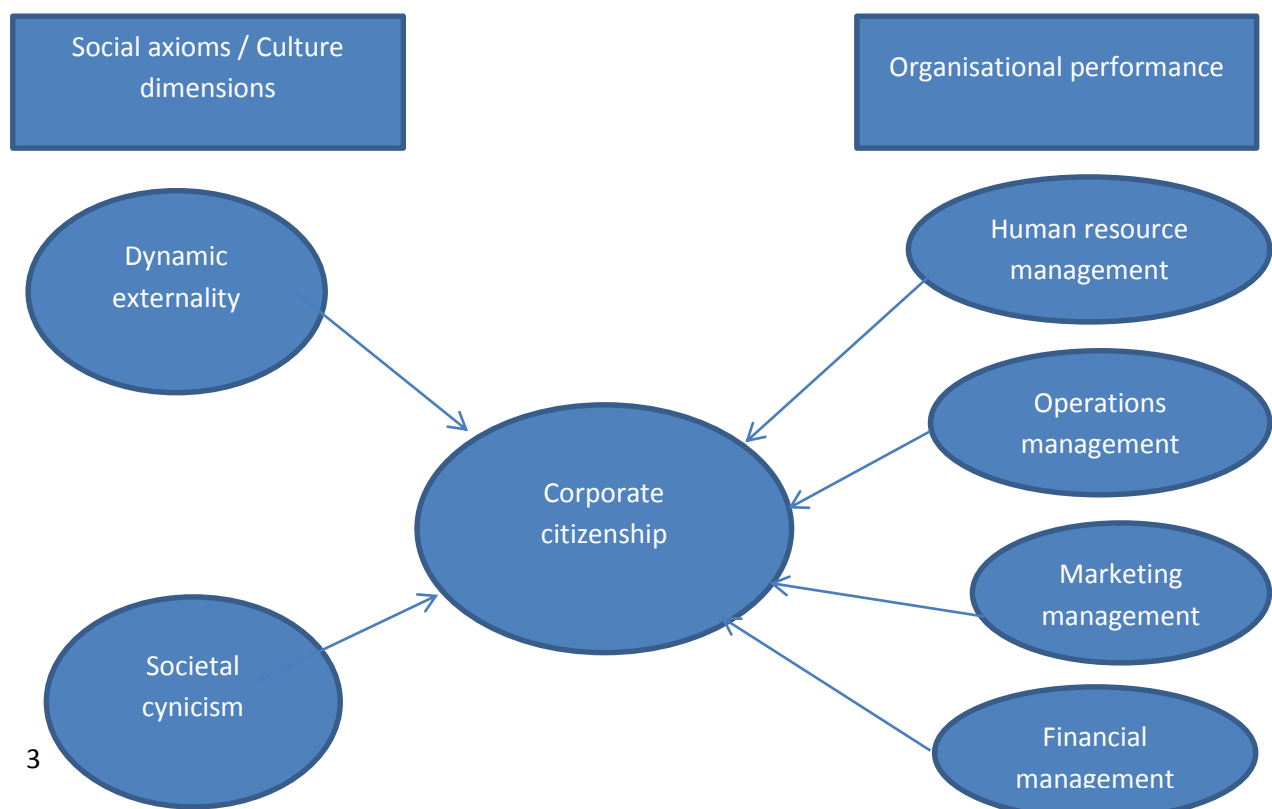 Social axioms / Culture
dimensions
Organisational performance
Dynamic
externality
Human resource
management
Operations
management
Corporate
citizenship
Marketing
management
Societal
cynicism
Financial
management
3